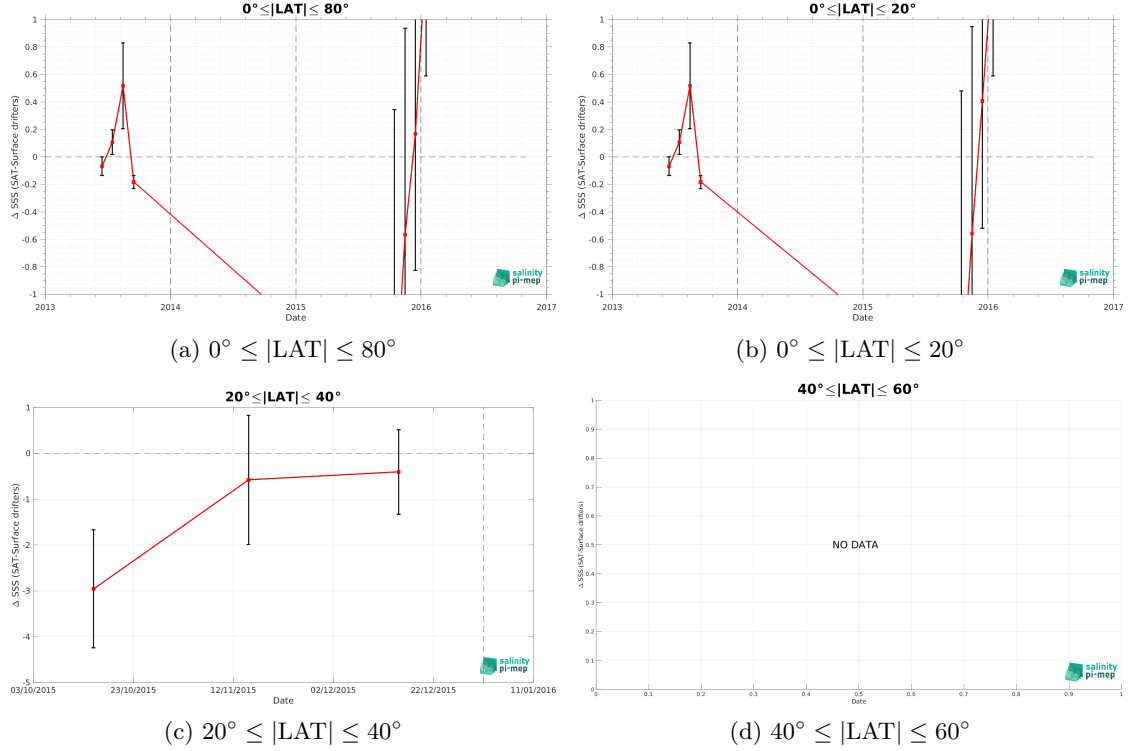 0°≤|LAT|≤ 80°
Δ SSS (SAT-Surface drifters)
1
0.8
0.6
0.4
0.2
0
-0.2
-0.4
-0.6
-0.8
-1
2013
2014
2015
2016
2017
Date
salinity
pi-mep
(a) 0° ≤ |LAT| ≤ 80°
0°≤|LAT|≤ 20°
Δ SSS (SAT-Surface drifters)
1
0.8
0.6
0.4
0.2
0
-0.2
-0.4
-0.6
-0.8
-1
2013
2014
2015
2016
2017
Date
salinity
pi-mep
(b) 0° ≤ |LAT| ≤ 20°
20°≤|LAT|≤ 40°
Δ SSS (SAT-Surface drifters)
1
0
-1
-2
-3
-4
-5
03/10/2015
23/10/2015
12/11/2015
02/12/2015
22/12/2015
11/01/2016
Date
salinity
pi-mep
(c) 20° ≤ |LAT| ≤ 40°
40°≤|LAT|≤ 60°
Δ SSS (SAT-Surface drifters)
1
0.9
0.8
0.7
0.6
0.5
0.4
0.3
0.2
0.1
0
NO DATA
0
0.1
0.2
0.3
0.4
0.5
0.6
0.7
0.8
0.9
1
Date
salinity
pi-mep
(d) 40° ≤ |LAT| ≤ 60°